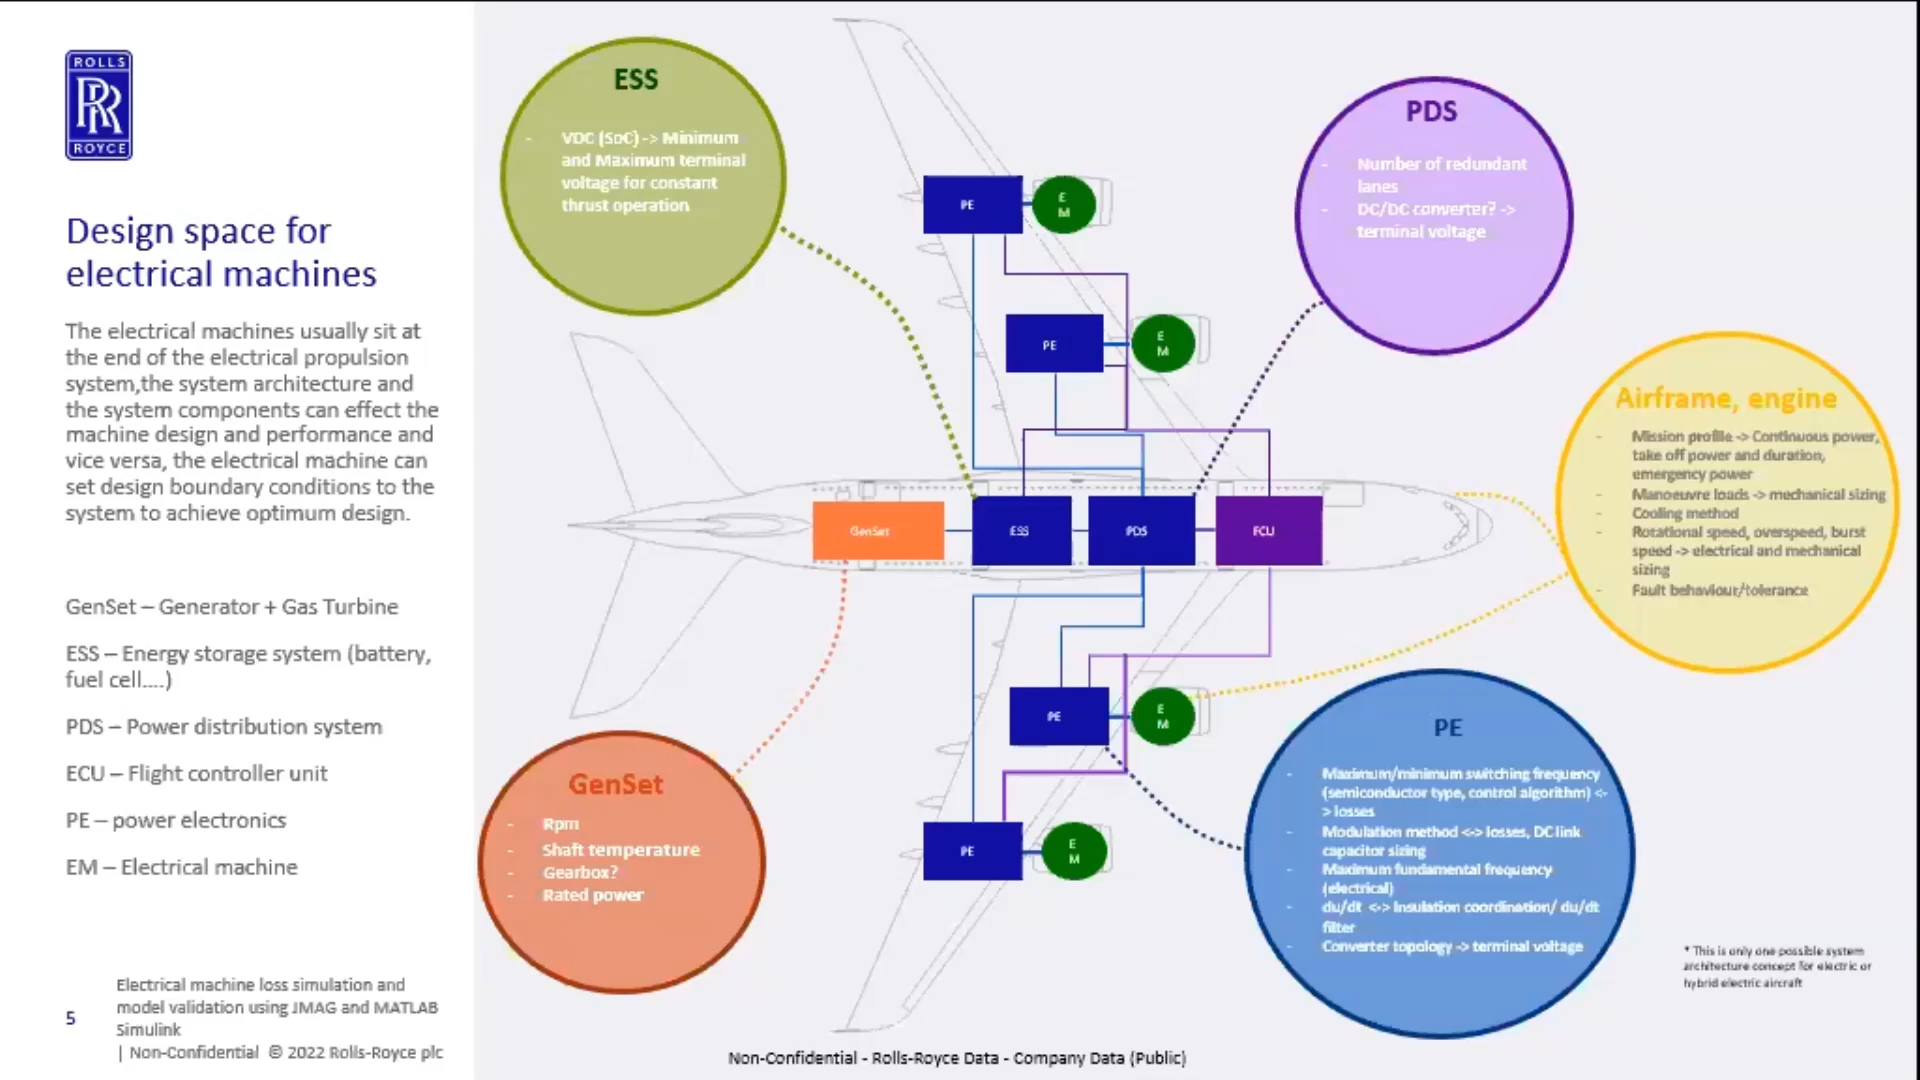 ROLLS
RR
ROYCE
Design space for
electrical machines
The electrical machines usually sit at
the end of the electrical propulsion
system,the system architecture and
the system components can effect the
machine design and performance and
vice versa, the electrical machine can
set design boundary conditions to the
system to achieve optimum design.
GenSet – Generator + Gas Turbine
ESS – Energy storage system (battery,
fuel cell....)
PDS – Power distribution system
ECU – Flight controller unit
PE – power electronics
EM – Electrical machine
5
Electrical machine loss simulation and
model validation using JMAG and MATLAB
Simulink
| Non-Confidential © 2022 Rolls-Royce plc
ESS
- VDC (SoC) -> Minimum
and Maximum terminal
voltage for constant
thrust operation
PDS
- Number of redundant
lanes
- DC/DC converter? ->
terminal voltage
PE
E
M
PE
E
M
Airframe, engine
- Mission profile -> Continuous power,
take off power and duration,
emergency power
- Manoeuvre loads -> mechanical sizing
- Cooling method
- Rotational speed, overspeed, burst
speed -> electrical and mechanical
sizing
- Fault behaviour/tolerance
GenSet
ESS
PDS
FCU
PE
E
M
PE
E
M
GenSet
- Rpm
- Shaft temperature
- Gearbox?
- Rated power
PE
- Maximum/minimum switching frequency
(semiconductor type, control algorithm) <-
> losses
- Modulation method <-> losses, DC link
capacitor sizing
- Maximum fundamental frequency
(electrical)
- du/dt <-> Insulation coordination/ du/dt
filter
- Converter topology -> terminal voltage
* This is only one possible system
architecture concept for electric or
hybrid electric aircraft
Non-Confidential - Rolls-Royce Data - Company Data (Public)